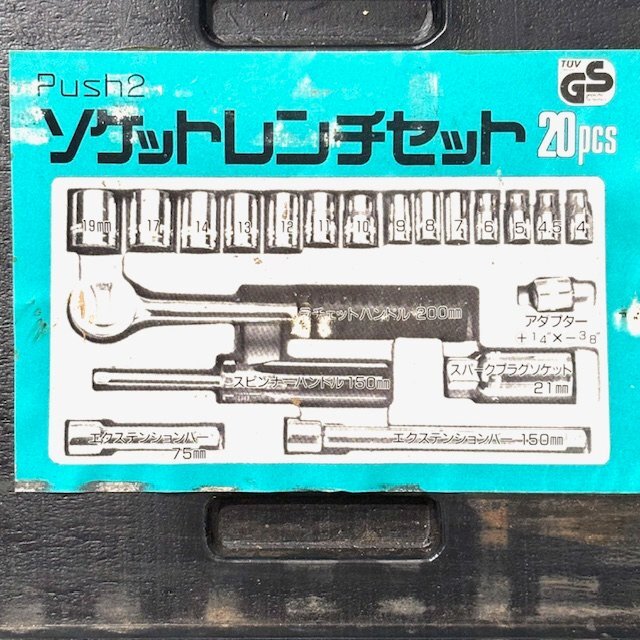 Push2
TÜV
GS
ソケットレンチセット 20pcs
19mm 17 14 13 12 11 10 9 8 7 6 5 4.5 4
ラチェットハンドル 200mm
アダプター
+1/4"×-3/8"
スピンナーハンドル 150mm
スパークプラグソケット
21mm
エクステンションバー
75mm
エクステンションバー 150mm